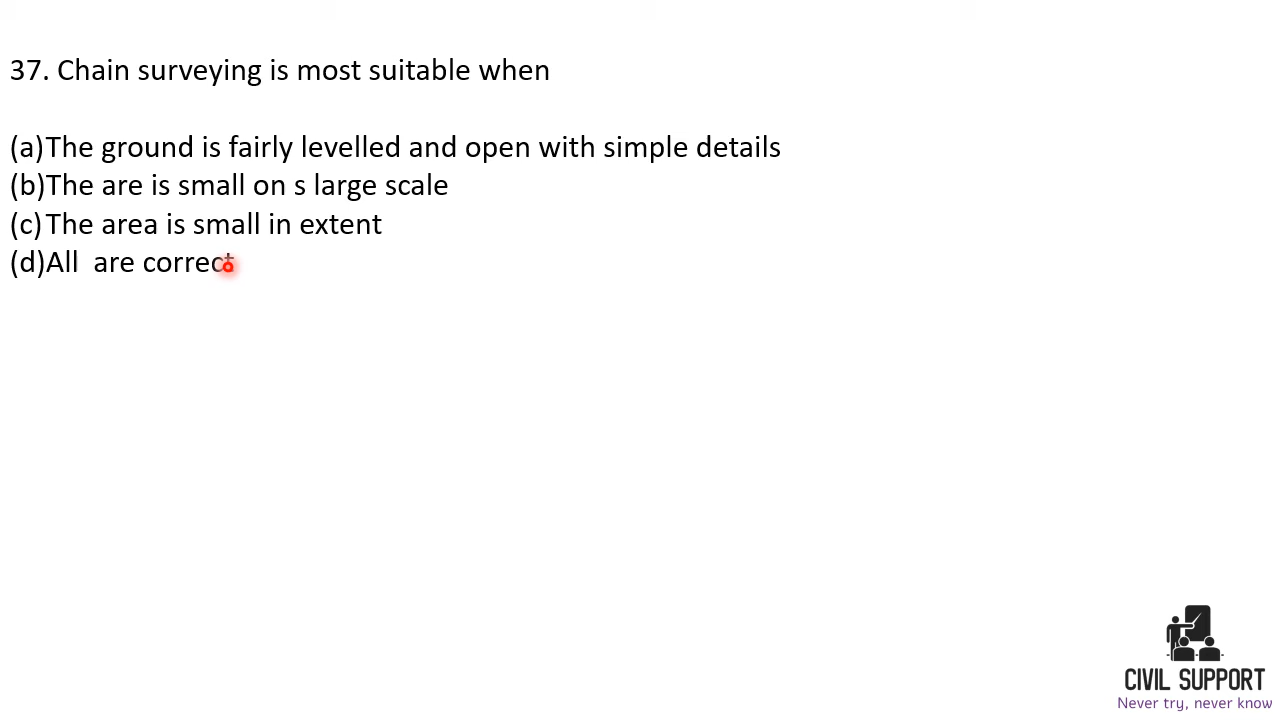 37. Chain surveying is most suitable when
(a)The ground is fairly levelled and open with simple details
(b)The are is small on s large scale
(c)The area is small in extent
(d)All are correct
CIVIL SUPPORT
Never try, never know